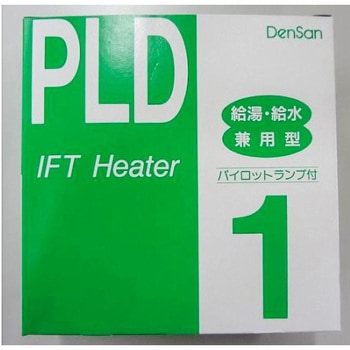 PLD
DenSan
給湯・給水
兼用型
IFT Heater
パイロットランプ付
1